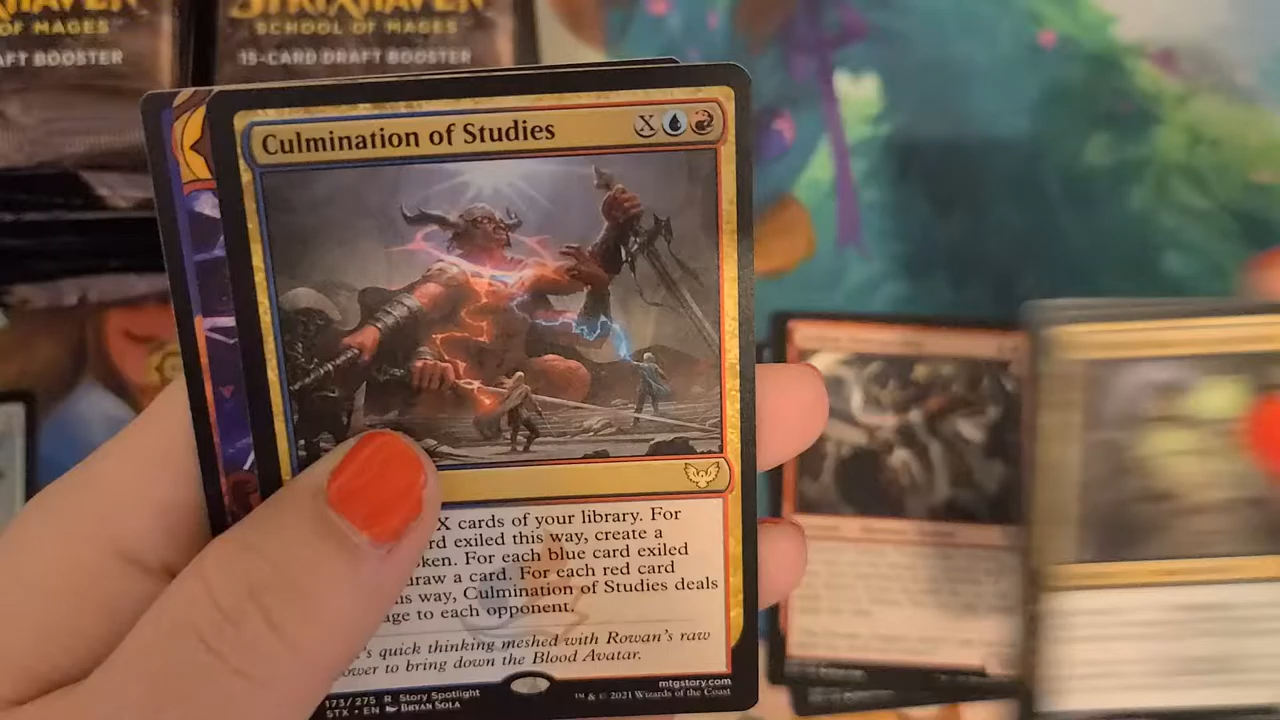 SCHOOL OF MAGES
15-CARD DRAFT BOOSTER
OF MAGES
FT BOOSTER
Culmination of Studies
X
X cards of your library. For
rd exiled this way, create a
ken. For each blue card exiled
draw a card. For each red card
is way, Culmination of Studies deals
age to each opponent.
's quick thinking meshed with Rowan's raw
ower to bring down the Blood Avatar.
173/275 R Story Spotlight
STX • EN BRYAN SOLA
mtgstory.com
™ & © 2021 Wizards of the Coast